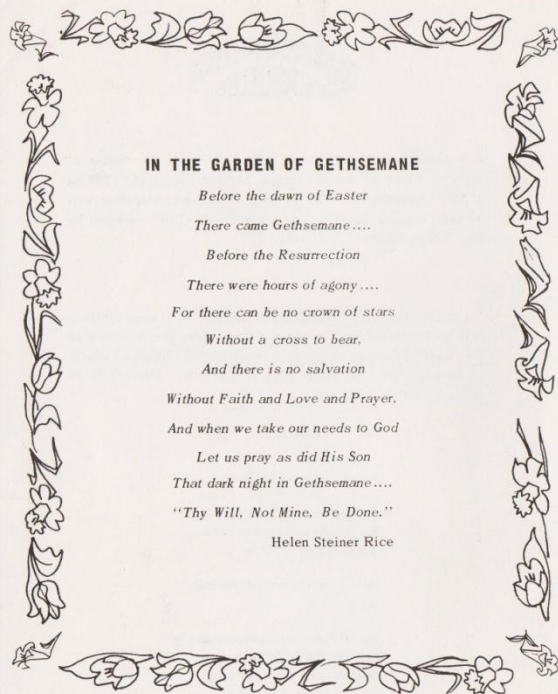 IN THE GARDEN OF GETHSEMANE
Before the dawn of Easter
There came Gethsemane....
Before the Resurrection
There were hours of agony....
For there can be no crown of stars
Without a cross to bear,
And there is no salvation
Without Faith and Love and Prayer,
And when we take our needs to God
Let us pray as did His Son
That dark night in Gethsemane....
"Thy Will, Not Mine, Be Done."
Helen Steiner Rice